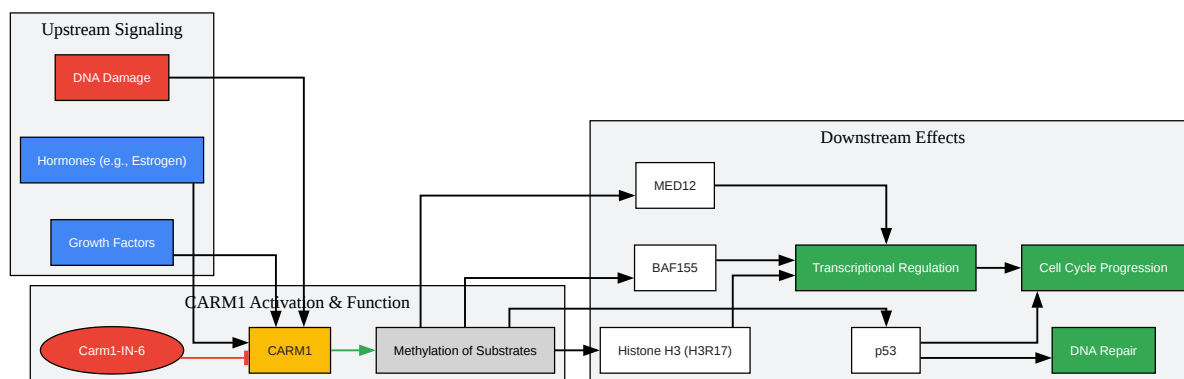 Upstream Signaling
DNA Damage
Hormones (e.g., Estrogen)
Growth Factors
CARM1 Activation & Function
Carm1-IN-6
CARM1
Methylation of Substrates
Downstream Effects
MED12
BAF155
Transcriptional Regulation
Cell Cycle Progression
Histone H3 (H3R17)
p53
DNA Repair